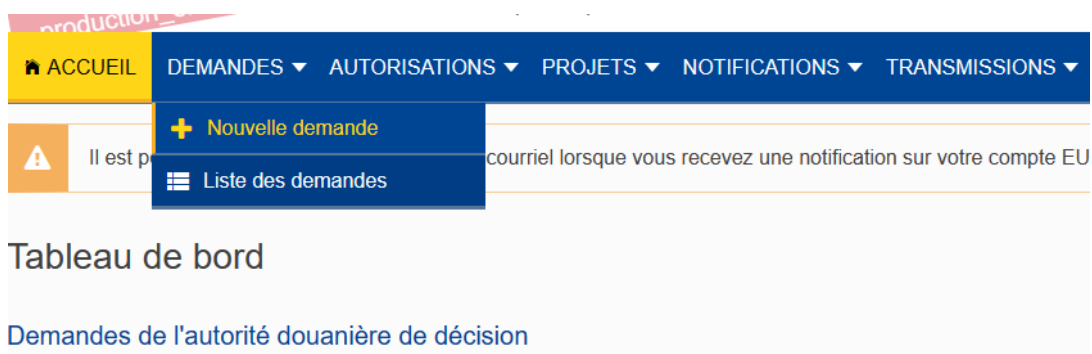 ACCUEIL DEMANDES AUTORISATIONS PROJETS NOTIFICATIONS TRANSMISSIONS
Nouvelle demande
Il est courriel lorsque vous recevez une notification sur votre compte EU
Liste des demandes
Tableau de bord
Demandes de l'autorité douanière de décision